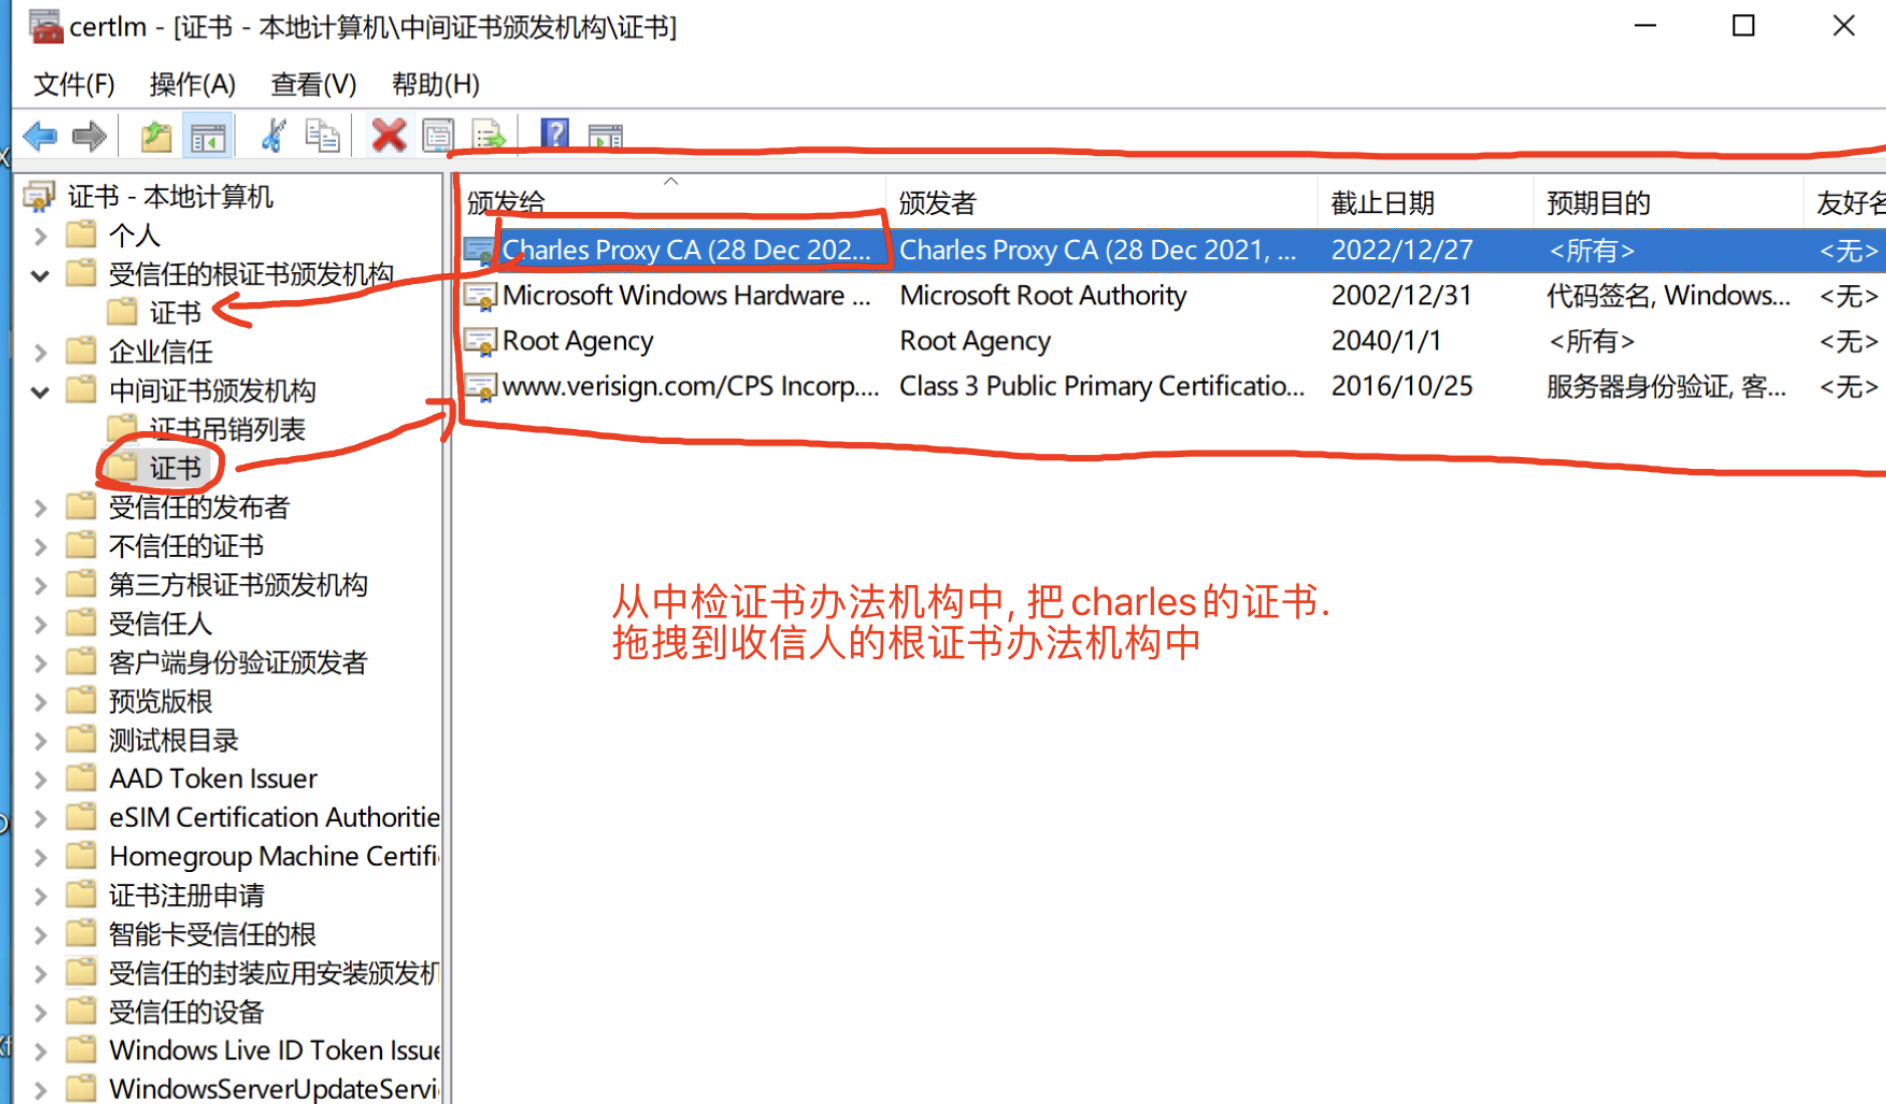 certlm - [证书 - 本地计算机\中间证书颁发机构\证书]
文件(F) 操作(A) 查看(V) 帮助(H)
证书 - 本地计算机
个人
受信任的根证书颁发机构
证书
企业信任
中间证书颁发机构
证书吊销列表
证书
受信任的发布者
不信任的证书
第三方根证书颁发机构
受信任人
客户端身份验证颁发者
预览版根
测试根目录
AAD Token Issuer
eSIM Certification Authoritie
Homegroup Machine Certifi
证书注册申请
智能卡受信任的根
受信任的封装应用安装颁发机
受信任的设备
Windows Live ID Token Issue
WindowsServerUpdateServi
颁发给 颁发者 截止日期 预期目的 友好名
Charles Proxy CA (28 Dec 202... Charles Proxy CA (28 Dec 2021, ... 2022/12/27 <所有> <无>
Microsoft Windows Hardware ... Microsoft Root Authority 2002/12/31 代码签名, Windows... <无>
Root Agency Root Agency 2040/1/1 <所有> <无>
www.verisign.com/CPS Incorp.... Class 3 Public Primary Certificatio... 2016/10/25 服务器身份验证, 客... <无>
从中检证书办法机构中, 把charles的证书.
拖拽到收信人的根证书办法机构中